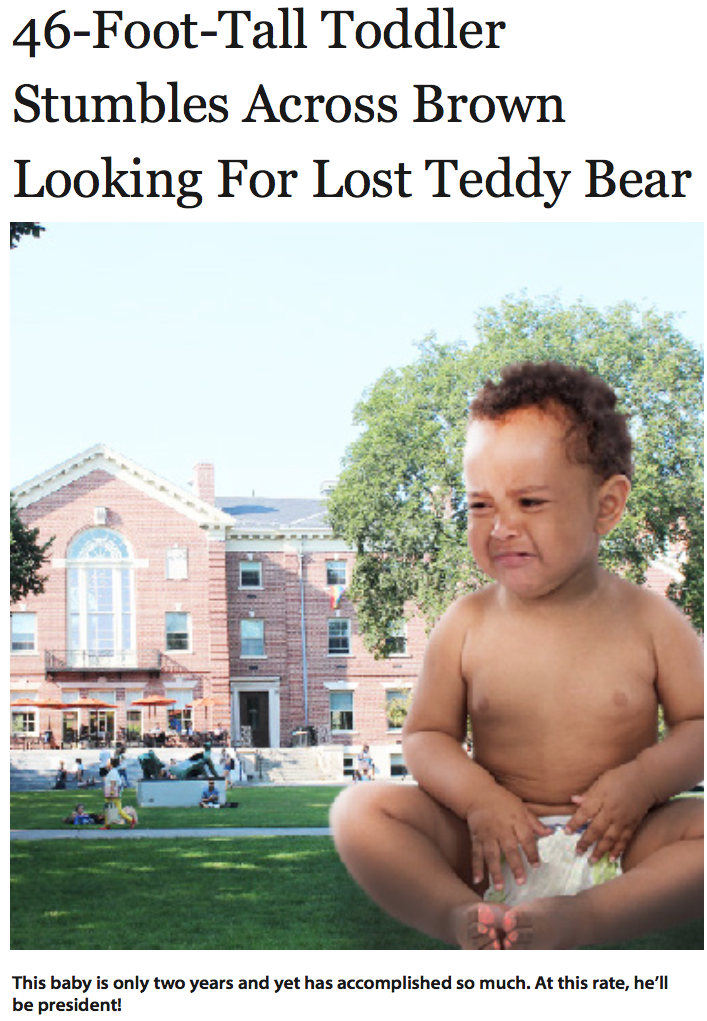 46-Foot-Tall Toddler
Stumbles Across Brown
Looking For Lost Teddy Bear
This baby is only two years and yet has accomplished so much. At this rate, he’ll
be president!